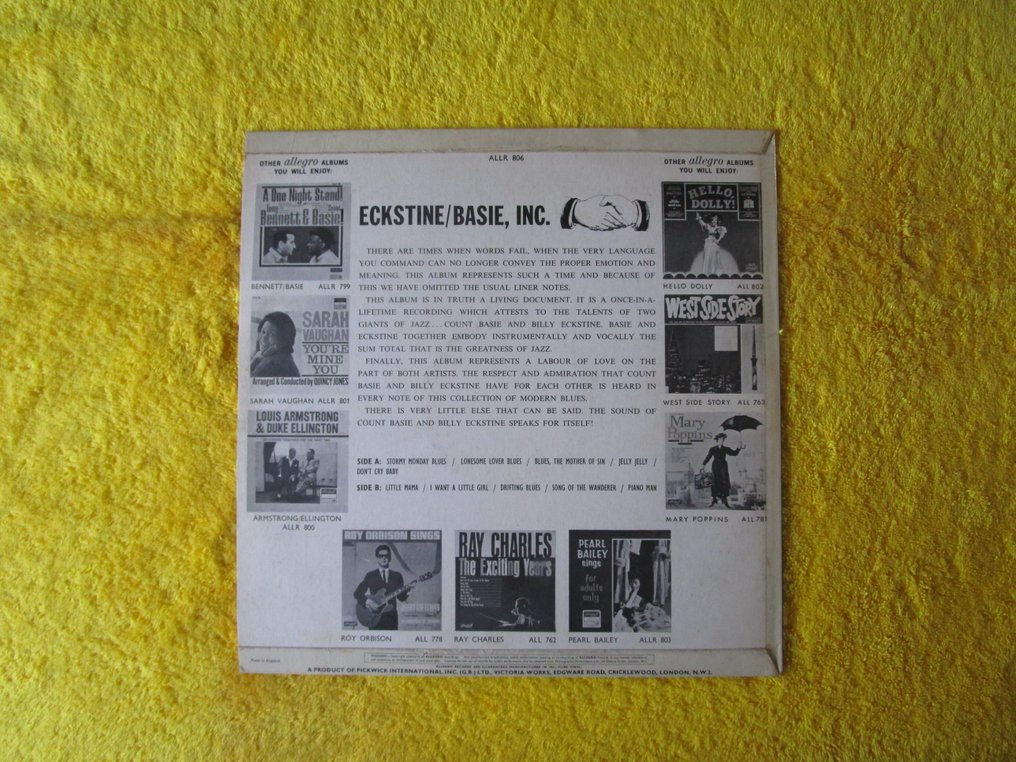 ALLR 806
OTHER allegro ALBUMS
YOU WILL ENJOY:
A One Night Stand!
Tony Bennett & Count Basie!
BENNETT/BASIE ALLR 799
SARAH
VAUGHAN
YOU'RE
MINE
YOU
Arranged & Conducted by QUINCY JONES
SARAH VAUGHAN ALLR 801
LOUIS ARMSTRONG
& DUKE ELLINGTON
ARMSTRONG/ELLINGTON
ALLR 800
ECKSTINE/BASIE, INC.
THERE ARE TIMES WHEN WORDS FAIL, WHEN THE VERY LANGUAGE
YOU COMMAND CAN NO LONGER CONVEY THE PROPER EMOTION AND
MEANING. THIS ALBUM REPRESENTS SUCH A TIME AND BECAUSE OF
THIS WE HAVE OMITTED THE USUAL LINER NOTES.
THIS ALBUM IS IN TRUTH A LIVING DOCUMENT. IT IS A ONCE-IN-A-
LIFETIME RECORDING WHICH ATTESTS TO THE TALENTS OF TWO
GIANTS OF JAZZ... COUNT BASIE AND BILLY ECKSTINE. BASIE AND
ECKSTINE TOGETHER EMBODY INSTRUMENTALLY AND VOCALLY THE
SUM TOTAL THAT IS THE GREATNESS OF JAZZ.
FINALLY, THIS ALBUM REPRESENTS A LABOUR OF LOVE ON THE
PART OF BOTH ARTISTS. THE RESPECT AND ADMIRATION THAT COUNT
BASIE AND BILLY ECKSTINE HAVE FOR EACH OTHER IS HEARD IN
EVERY NOTE OF THIS COLLECTION OF MODERN BLUES.
THERE IS VERY LITTLE ELSE THAT CAN BE SAID. THE SOUND OF
COUNT BASIE AND BILLY ECKSTINE SPEAKS FOR ITSELF!
SIDE A: STORMY MONDAY BLUES / LONESOME LOVER BLUES / BLUES, THE MOTHER OF SIN / JELLY JELLY /
DON'T CRY BABY
SIDE B: LITTLE MAMA / I WANT A LITTLE GIRL / DRIFTING BLUES / SONG OF THE WANDERER / PIANO MAN
OTHER allegro ALBUMS
YOU WILL ENJOY:
HELLO,
DOLLY!
HELLO DOLLY ALL 802
WEST SIDE STORY
WEST SIDE STORY ALL 763
Mary
Poppins
MARY POPPINS ALL 781
ROY ORBISON SINGS
ROY ORBISON ALL 778
RAY CHARLES
The Exciting Years
RAY CHARLES ALL 762
PEARL
BAILEY
sings
for
adults
only
PEARL BAILEY ALLR 803
Printed in England
A PRODUCT OF PICKWICK INTERNATIONAL INC. (G.B.) LTD., VICTORIA WORKS, EDGWARE ROAD, CRICKLEWOOD, LONDON, N.W.2.